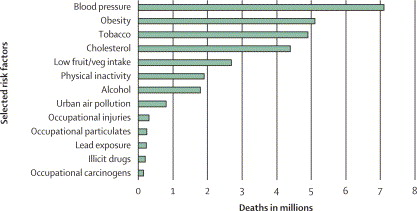 Selected risk factors
Blood pressure
Obesity
Tobacco
Cholesterol
Low fruit/veg intake
Physical inactivity
Alcohol
Urban air pollution
Occupational injuries
Occupational particulates
Lead exposure
Illicit drugs
Occupational carcinogens
0 1 2 3 4 5 6 7 8
Deaths in millions